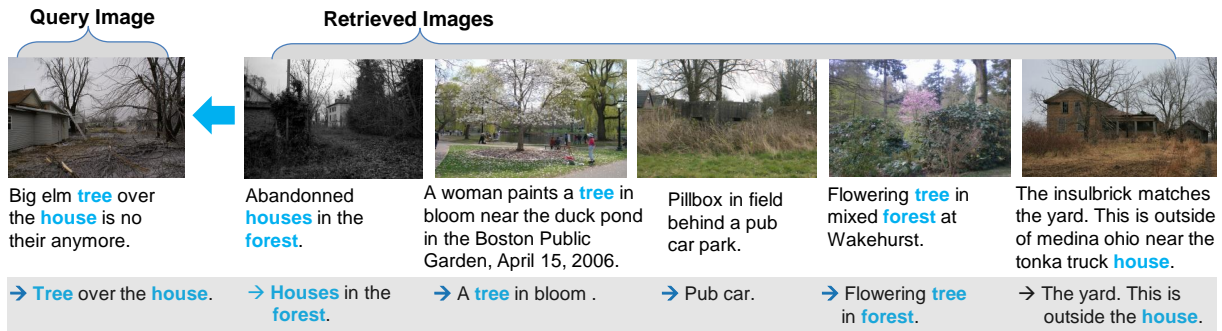 Query Image
Retrieved Images
Big elm tree over
the house is no
their anymore.
Abandonned
houses in the
forest.
A woman paints a tree in
bloom near the duck pond
in the Boston Public
Garden, April 15, 2006.
Pillbox in field
behind a pub
car park.
Flowering tree in
mixed forest at
Wakehurst.
The insulbrick matches
the yard. This is outside
of medina ohio near the
tonka truck house.
→ Tree over the house.
→ Houses in the
forest.
→ A tree in bloom .
→ Pub car.
→ Flowering tree
in forest.
→ The yard. This is
outside the house.